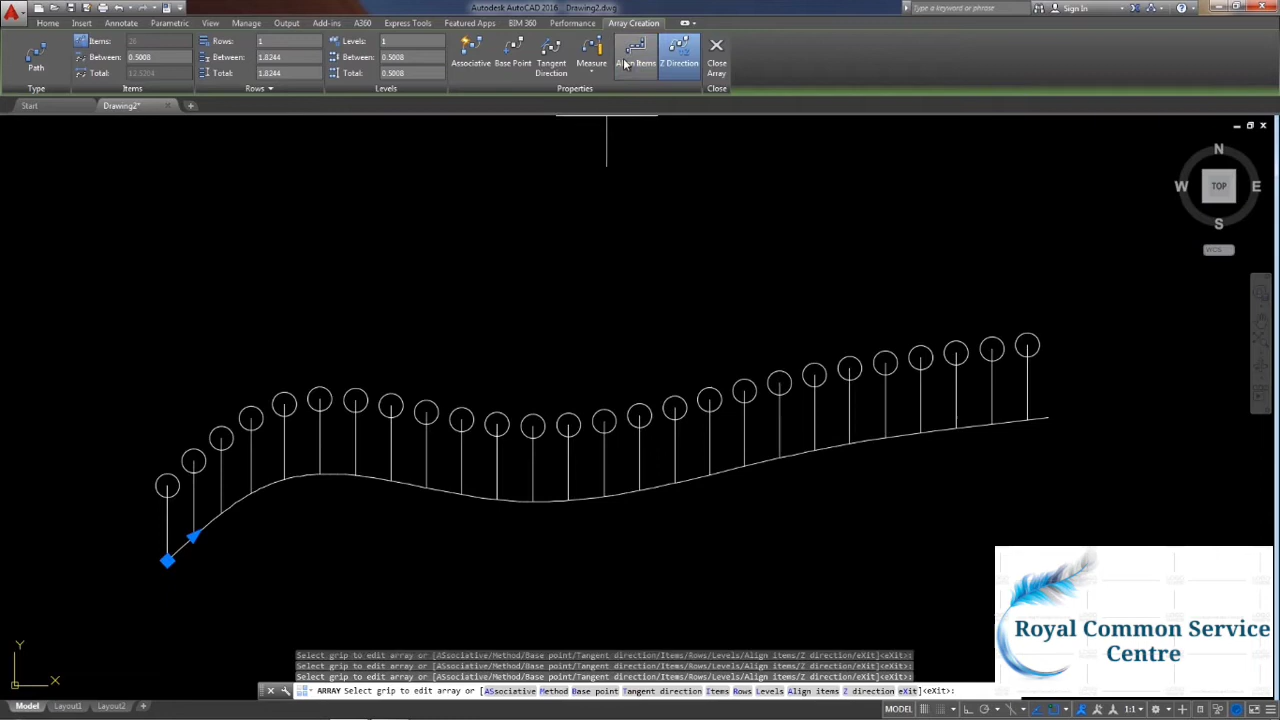 Autodesk AutoCAD 2016   Drawing2.dwg
Type a keyword or phrase
Sign In
Home Insert Annotate Parametric View Manage Output Add-ins A360 Express Tools Featured Apps BIM 360 Performance Array Creation
Items: 26 Rows: 1 Levels: 1
Between: 0.5008 Between: 1.8244 Between: 0.5008
Total: 12.5204 Total: 1.8244 Total: 0.5008
Path
Associative Base Point Tangent Direction Measure Align Items Z Direction Close Array
Type Items Rows Levels Properties Close
Start Drawing2*
N
W TOP E
S
WCS
Royal Common Service
Centre
Y
X
Select grip to edit array or [ASsociative/Method/Base point/Tangent direction/Items/Rows/Levels/Align items/Z direction/eXit]<eXit>:
Select grip to edit array or [ASsociative/Method/Base point/Tangent direction/Items/Rows/Levels/Align items/Z direction/eXit]<eXit>:
Select grip to edit array or [ASsociative/Method/Base point/Tangent direction/Items/Rows/Levels/Align items/Z direction/eXit]<eXit>:
ARRAY Select grip to edit array or [ASsociative Method Base point Tangent direction Items Rows Levels Align items Z direction eXit]<eXit>:
Model Layout1 Layout2 +
MODEL 1:1